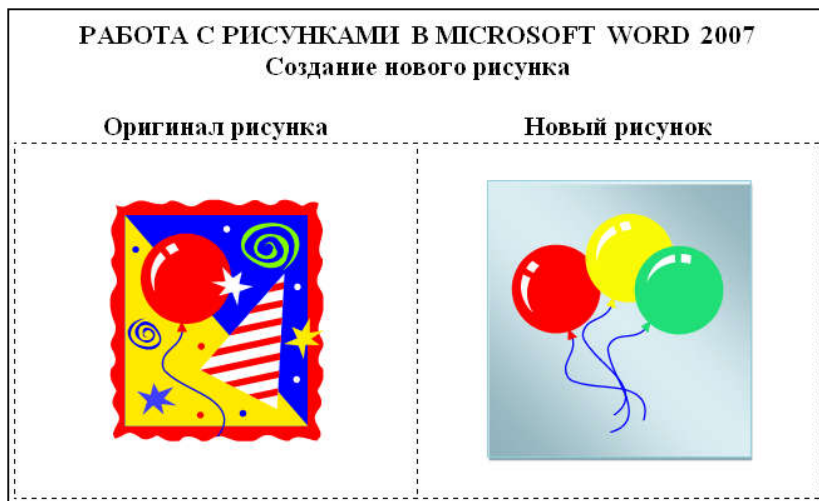 РАБОТА С РИСУНКАМИ В MICROSOFT WORD 2007
Создание нового рисунка
Оригинал рисунка
Новый рисунок